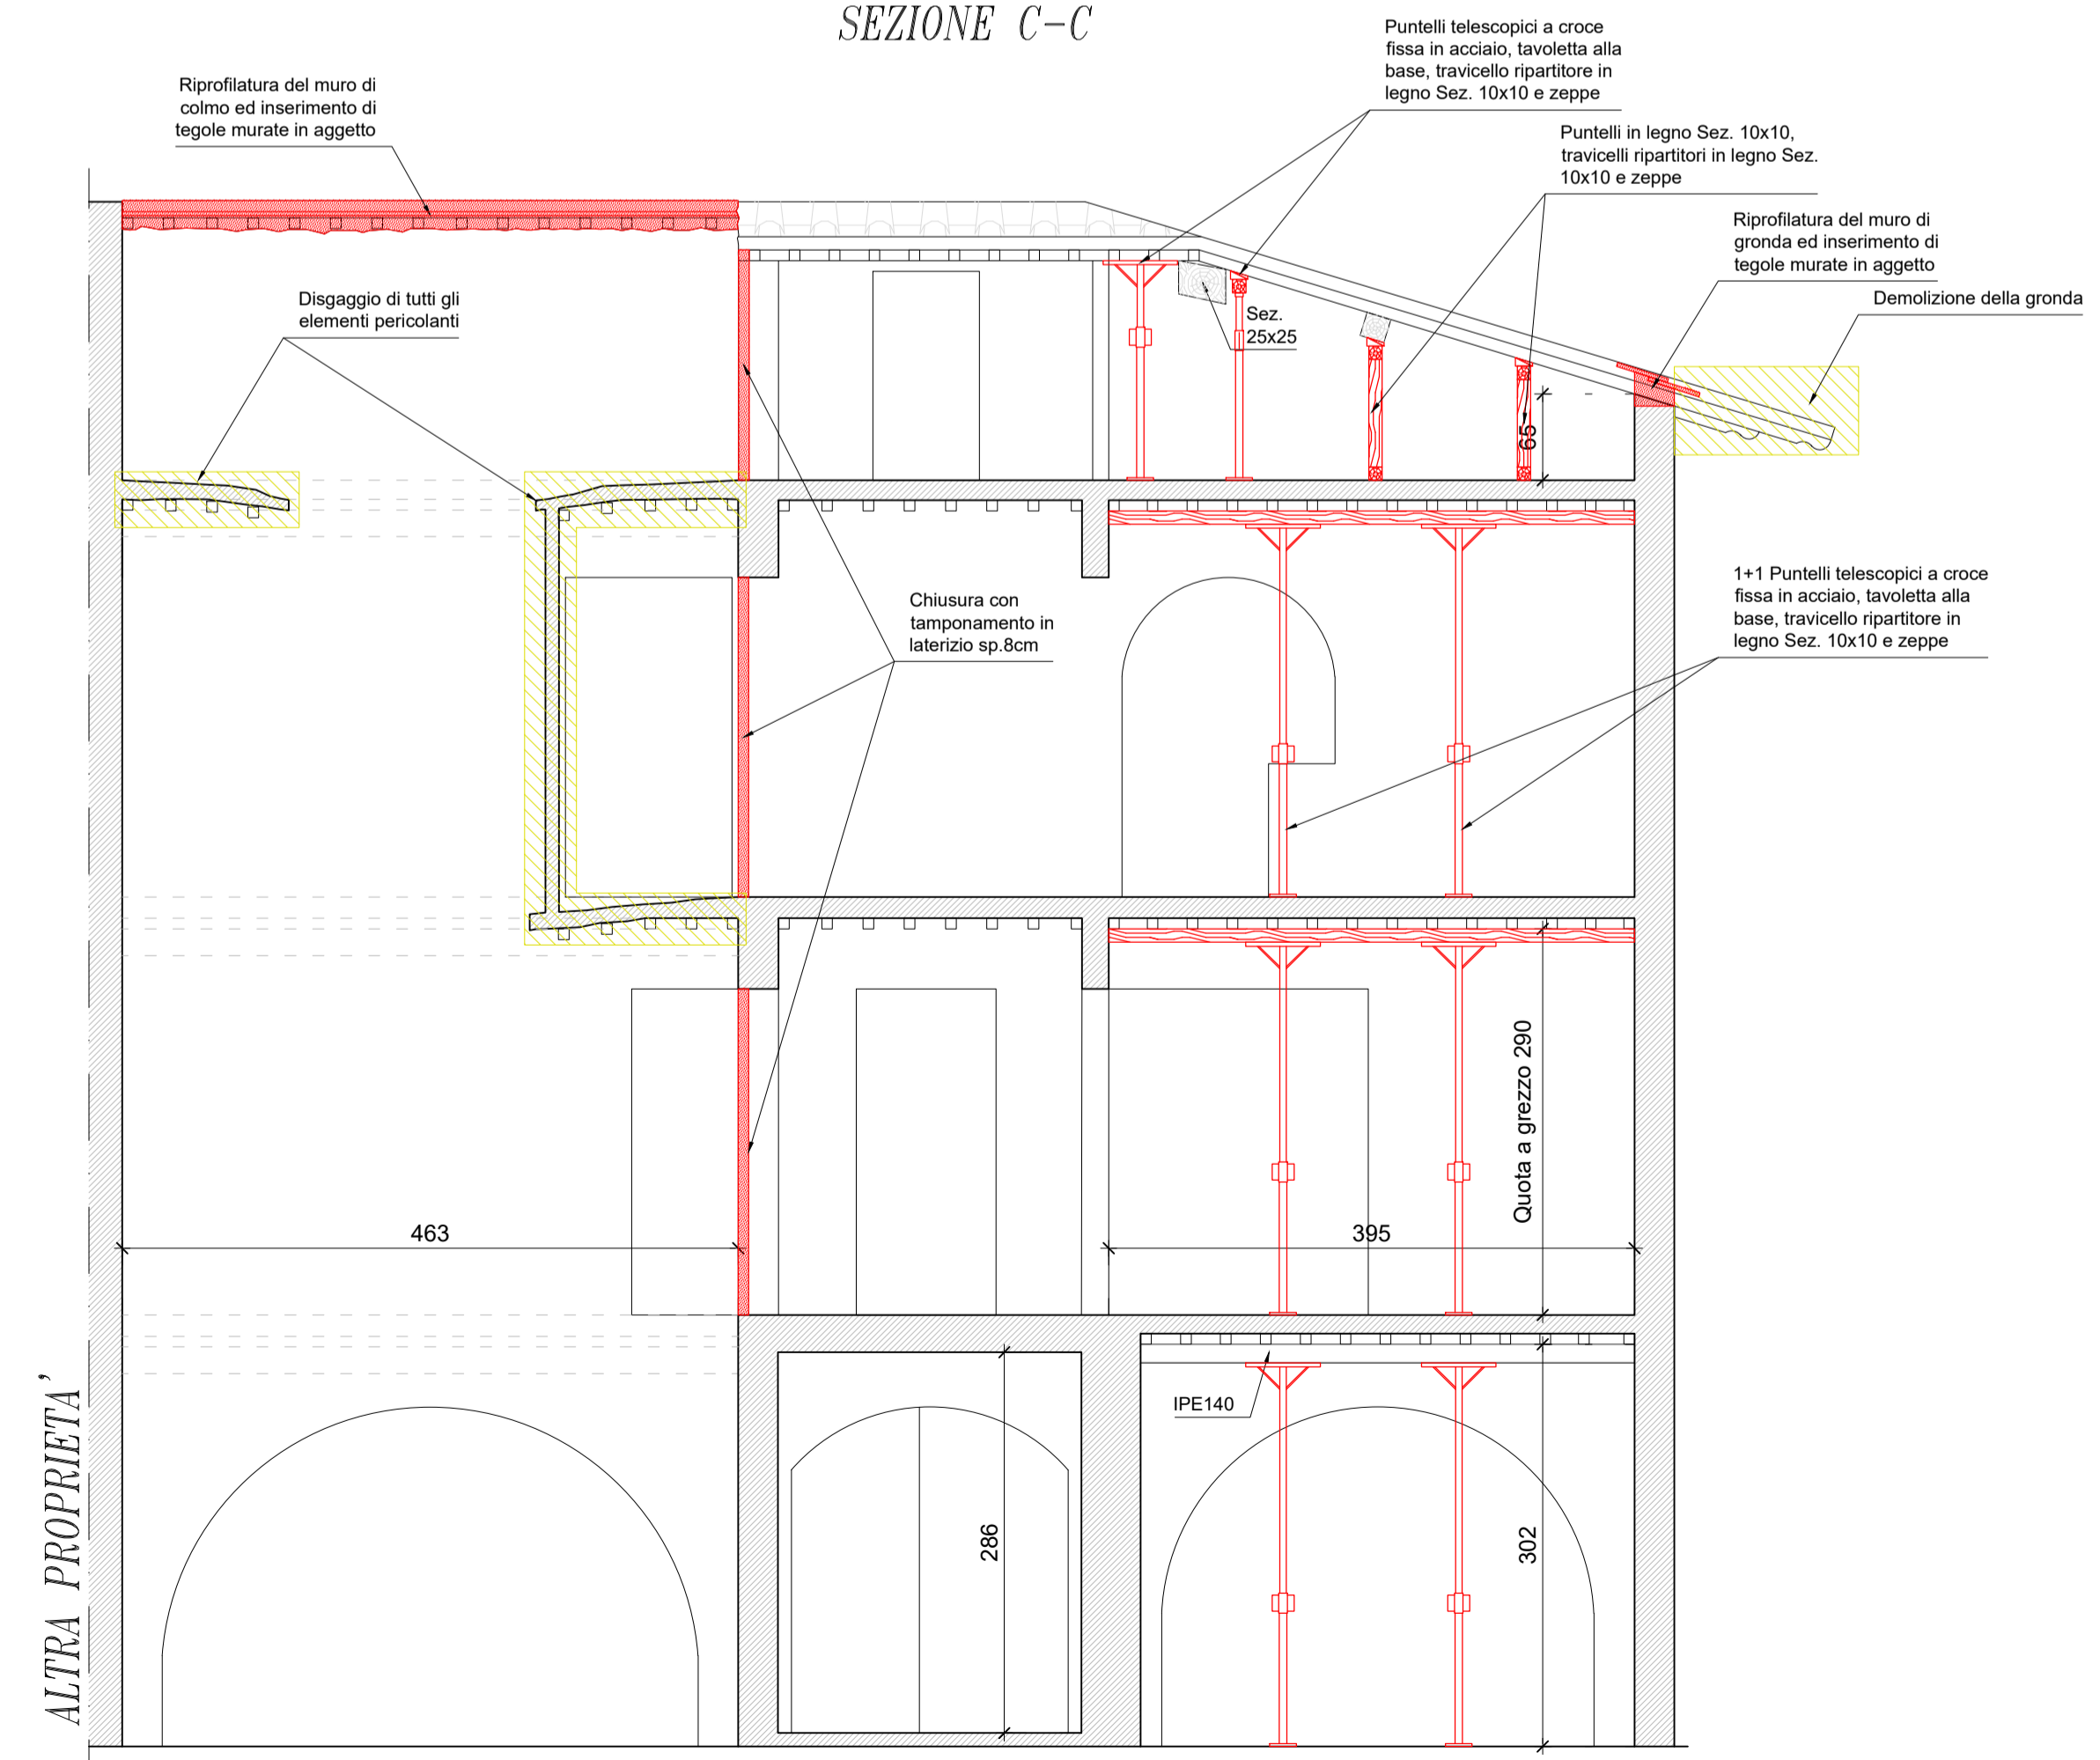 SEZIONE C-C
Puntelli telescopici a croce
fissa in acciaio, tavoletta alla
base, travicello ripartitore in
legno Sez. 10x10 e zeppe
Riprofilatura del muro di
colmo ed inserimento di
tegole murate in aggetto
Puntelli in legno Sez. 10x10,
travicelli ripartitori in legno Sez.
10x10 e zeppe
Riprofilatura del muro di
gronda ed inserimento di
tegole murate in aggetto
Demolizione della gronda
Disgaggio di tutti gli
elementi pericolanti
Sez.
25x25
65
1+1 Puntelli telescopici a croce
fissa in acciaio, tavoletta alla
base, travicello ripartitore in
legno Sez. 10x10 e zeppe
Chiusura con
tamponamento in
laterizio sp.8cm
Quota a grezzo 290
463
395
IPE140
286
302
ALTRA PROPRIETA'